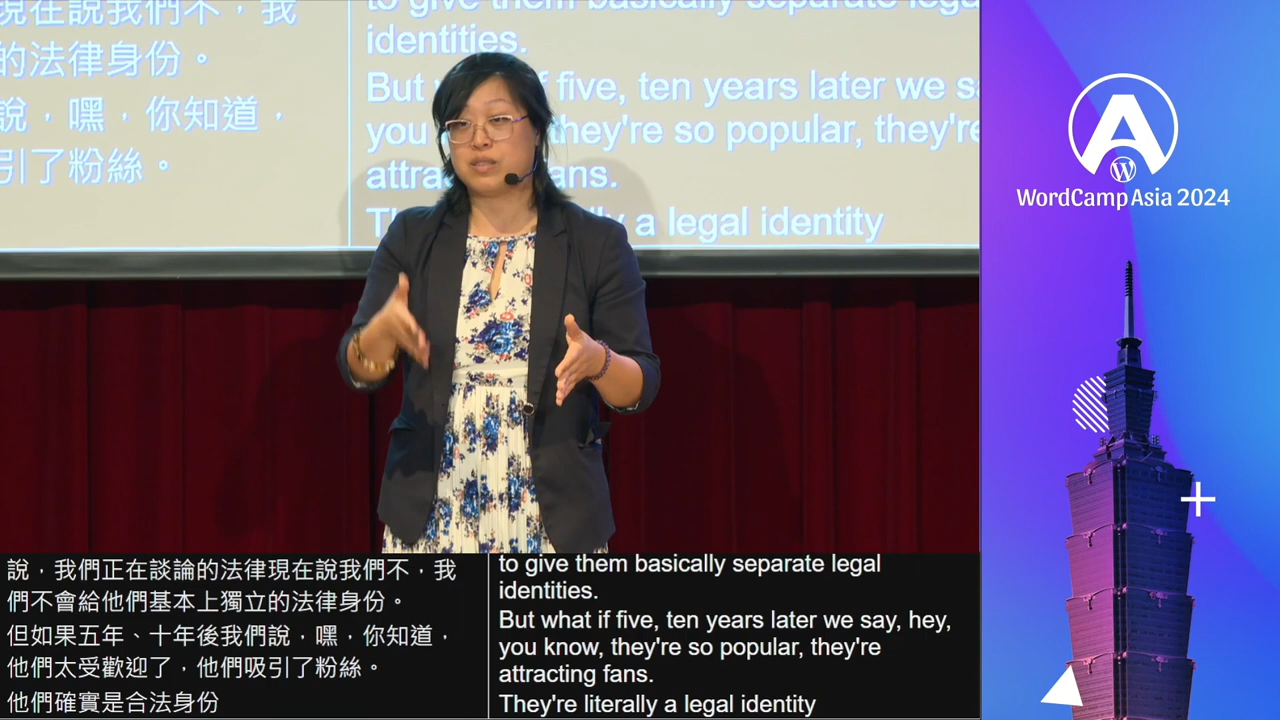 現在說我們不，我
的法律身份。
說，嘿，你知道，
引了粉絲。
to give them basically separate lega
identities.
But if five, ten years later we sa
you they're so popular, they're
fans.
a legal identity
WordCamp Asia 2024
說，我們正在談論的法律現在說我們不，我
們不會給他們基本上獨立的法律身份。
但如果五年、十年後我們說，嘿，你知道，
他們太受歡迎了，他們吸引了粉絲。
他們確實是合法身份
to give them basically separate legal
identities.
But what if five, ten years later we say, hey,
you know, they're so popular, they're
attracting fans.
They're literally a legal identity